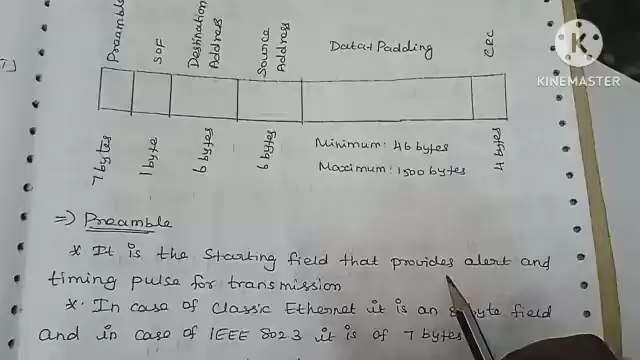 Preamble
SOF
Destination Address
Source Address
Data+Padding
CRC
K
KINEMASTER
7 bytes
1 byte
6 bytes
6 bytes
Minimum: 46 bytes
Maximum: 1500 bytes
4 bytes
=> Preamble
* It is the starting field that provides alert and
timing pulse for transmission
* In case of Classic Ethernet it is an 8 byte field
and in case of IEEE 802.3 it is of 7 bytes